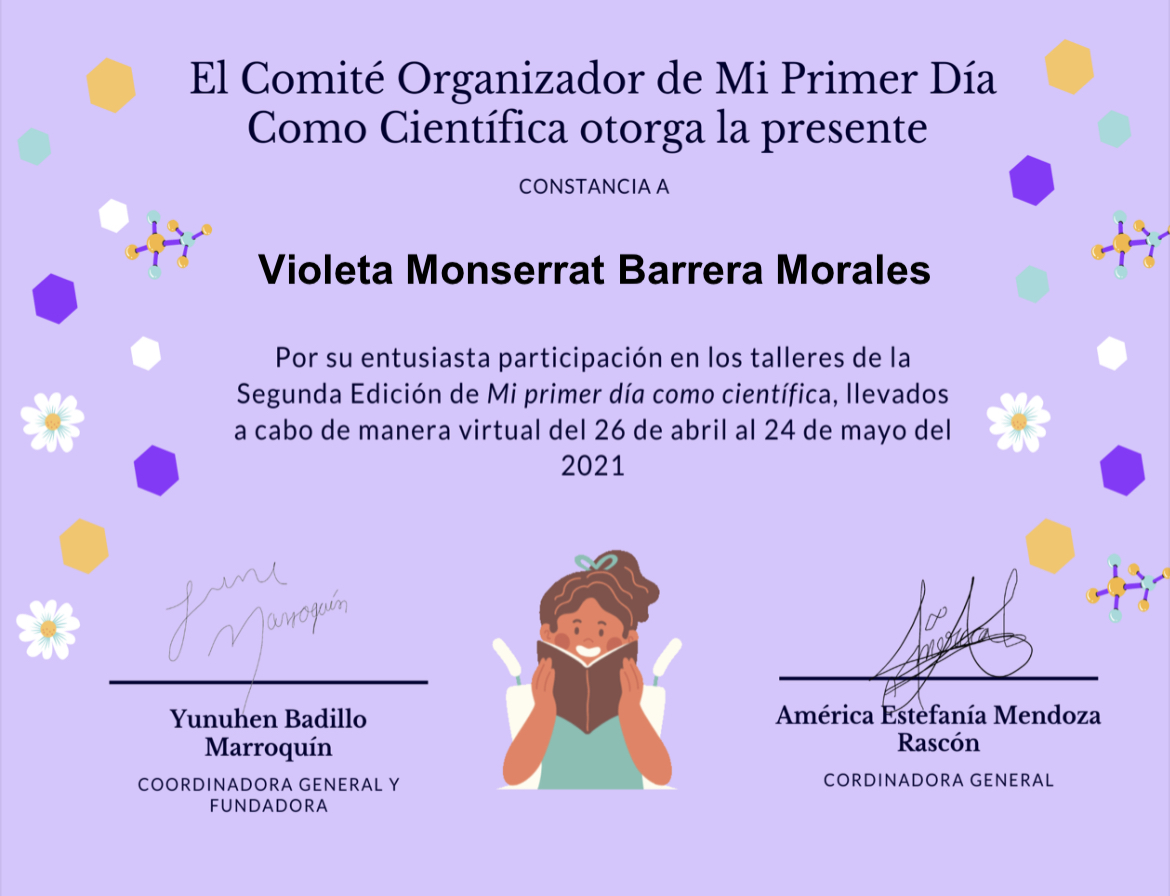 El Comité Organizador de Mi Primer Día
Como Científica otorga la presente
CONSTANCIA A
Violeta Monserrat Barrera Morales
Por su entusiasta participación en los talleres de la
Segunda Edición de Mi primer día como científica, llevados
a cabo de manera virtual del 26 de abril al 24 de mayo del
2021
Marroquín
Yunuhen Badillo
Marroquín
COORDINADORA GENERAL Y
FUNDADORA
América Estefanía Mendoza
Rascón
CORDINADORA GENERAL